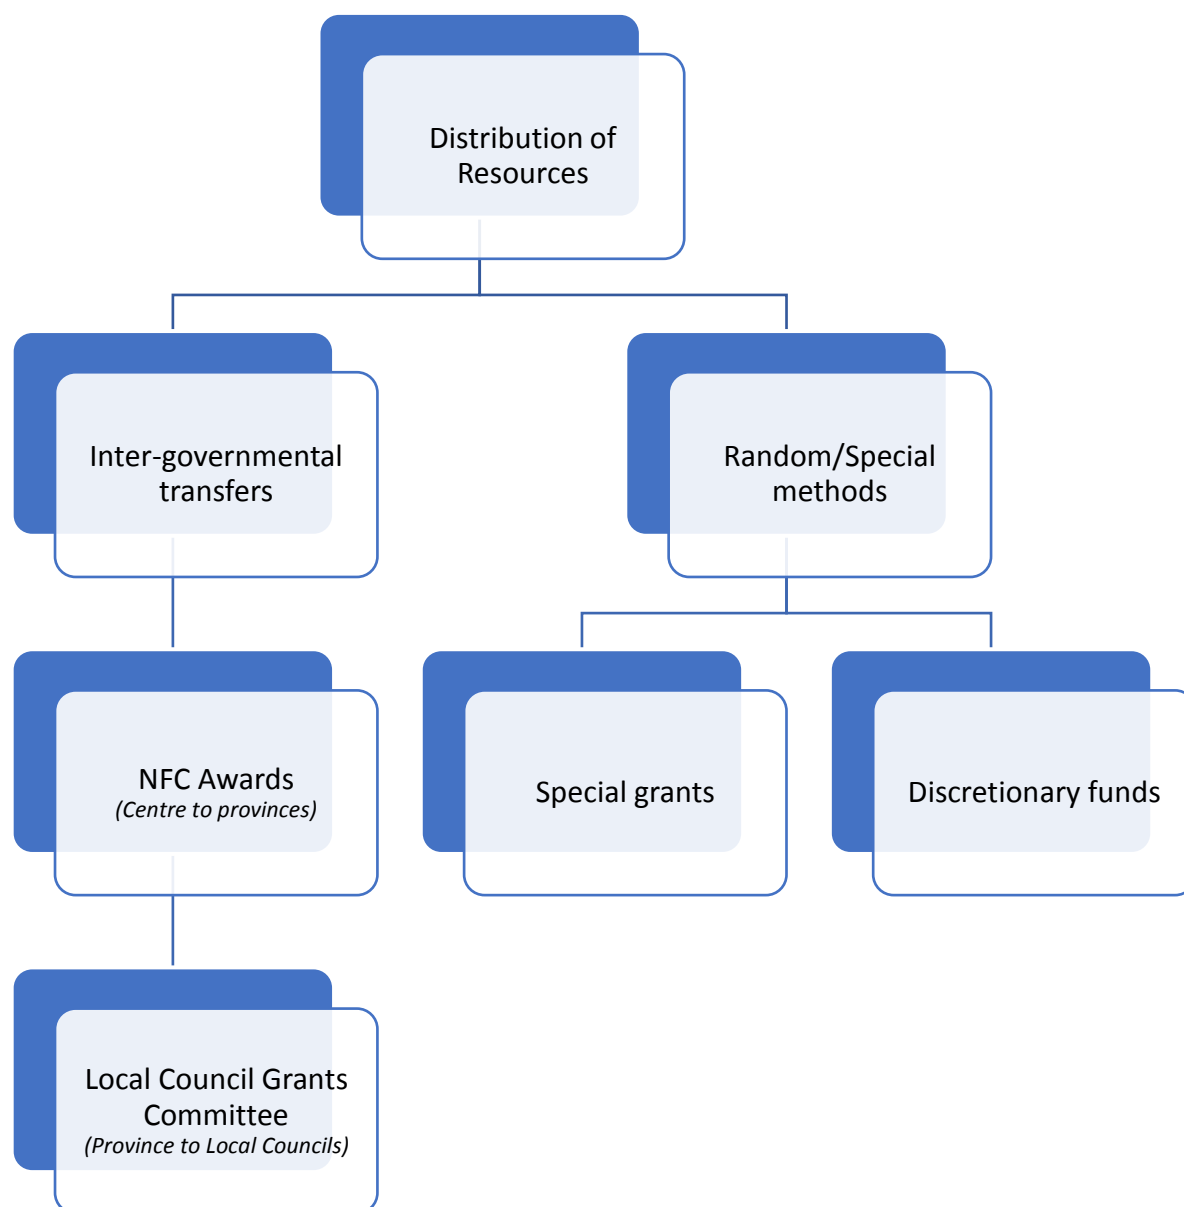 Distribution of
Resources
Inter-governmental
transfers
Random/Special
methods
NFC Awards
(Centre to provinces)
Special grants
Discretionary funds
Local Council Grants
Committee
(Province to Local Councils)